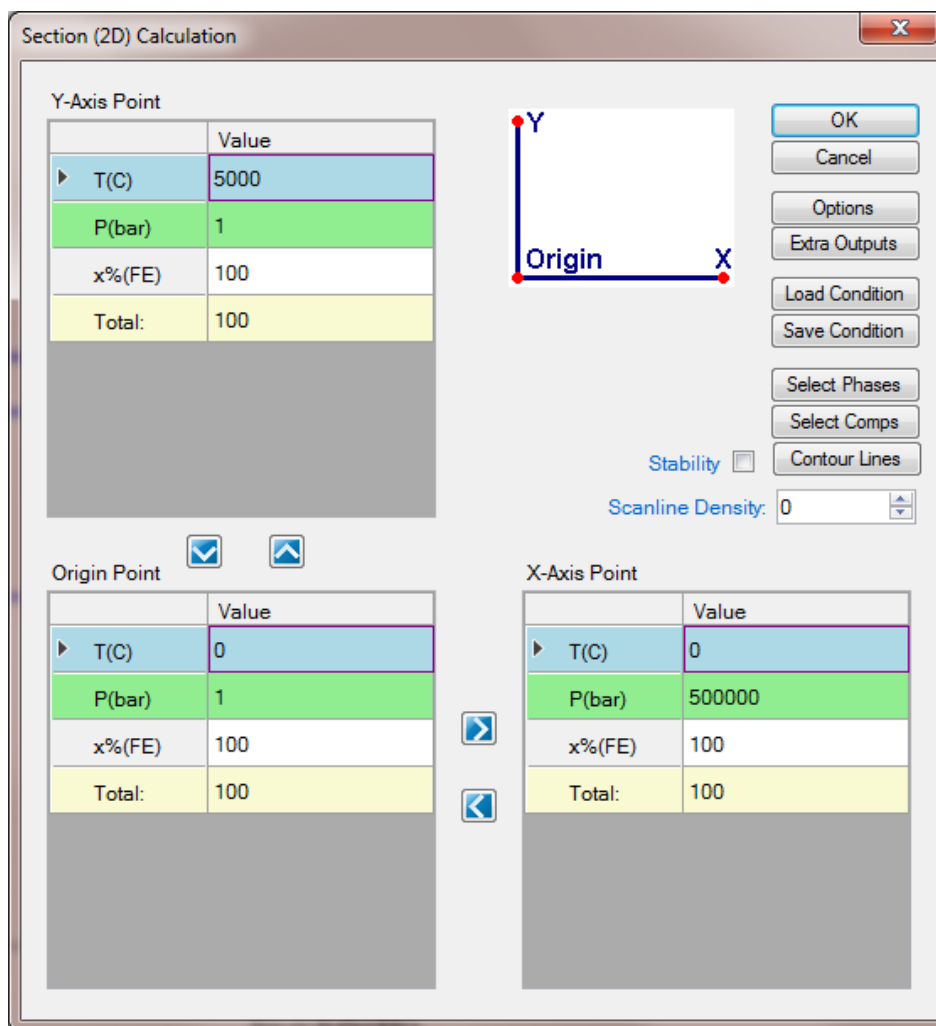 Section (2D) Calculation
Y-Axis Point
Value
T(C) 5000
P(bar) 1
x%(FE) 100
Total: 100
Y
Origin X
OK
Cancel
Options
Extra Outputs
Load Condition
Save Condition
Select Phases
Select Comps
Stability Contour Lines
Scanline Density: 0
Origin Point
Value
T(C) 0
P(bar) 1
x%(FE) 100
Total: 100
X-Axis Point
Value
T(C) 0
P(bar) 500000
x%(FE) 100
Total: 100